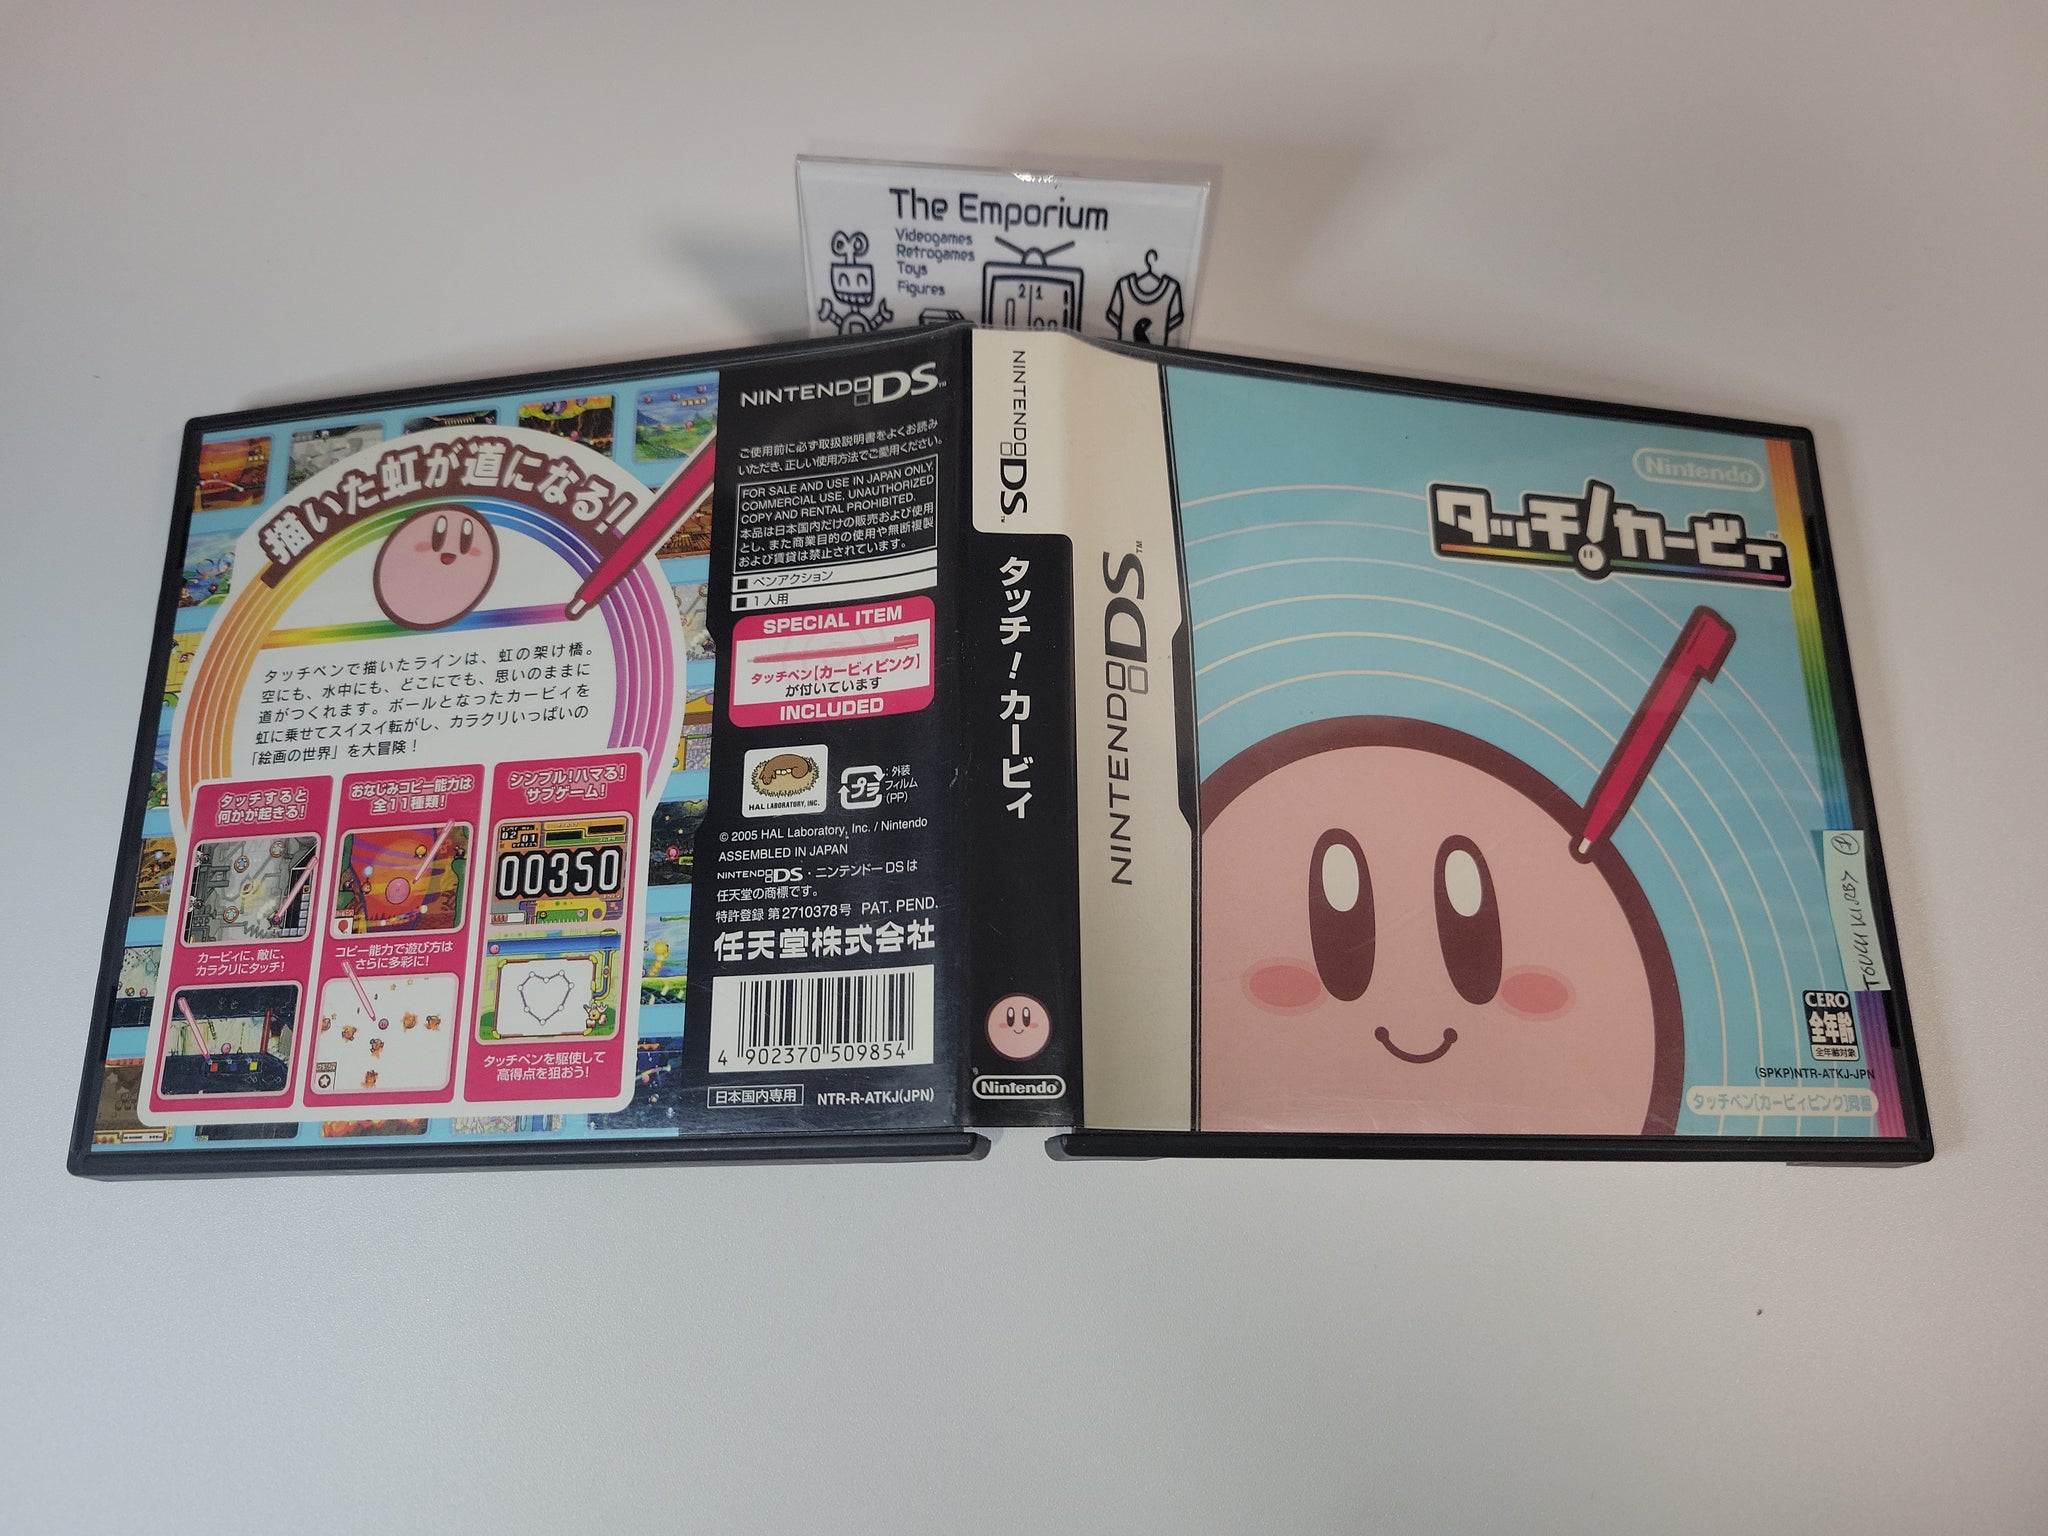 The Emporium
Videogames
Retrogames
Toys
Figures
2 1
描いた虹が道になる!!
タッチペンで描いたラインは、虹の架け橋。
空にも、水中にも、どこにでも、思いのままに
道がつくれます。ボールとなったカービィを
虹に乗せてスイスイ転がし、カラクリいっぱいの
「絵画の世界」を大冒険！
タッチすると
何かが起きる!
カービィに、敵に、
カラクリにタッチ!
おなじみコピー能力は
全11種類!
コピー能力で遊び方は
さらに多彩に!
シンプル!ハマる!
サブゲーム!
00350
タッチペンを駆使して
高得点を狙おう!
NINTENDO DS™
ご使用前に必ず取扱説明書をよくお読み
いただき、正しい使用方法でご愛用ください。
FOR SALE AND USE IN JAPAN ONLY.
COMMERCIAL USE, UNAUTHORIZED
COPY AND RENTAL PROHIBITED.
本品は日本国内だけの販売および使用
とし、また商業目的の使用や無断複製
および賃貸は禁止されています。
■ ペンアクション
■ 1人用
SPECIAL ITEM
タッチペン[カービィピンク]
が付いています
INCLUDED
HAL LABORATORY, INC.
プラ
:外装
フィルム
(PP)
© 2005 HAL Laboratory, Inc. / Nintendo
ASSEMBLED IN JAPAN
NINTENDO DS・ニンテンドーDSは
任天堂の商標です。
特許登録 第2710378号 PAT. PEND.
任天堂株式会社
4 902370 509854
日本国内専用
NTR-R-ATKJ(JPN)
NINTENDO DS™
タッチ！カービィ
Nintendo®
NINTENDO DS™
Nintendo
タッチ!カービィ™
TSUCU KIRBY ①
CERO
全年齢
全年齢対象
(SPKP)NTR-ATKJ-JPN
タッチペン[カービィピンク]同梱